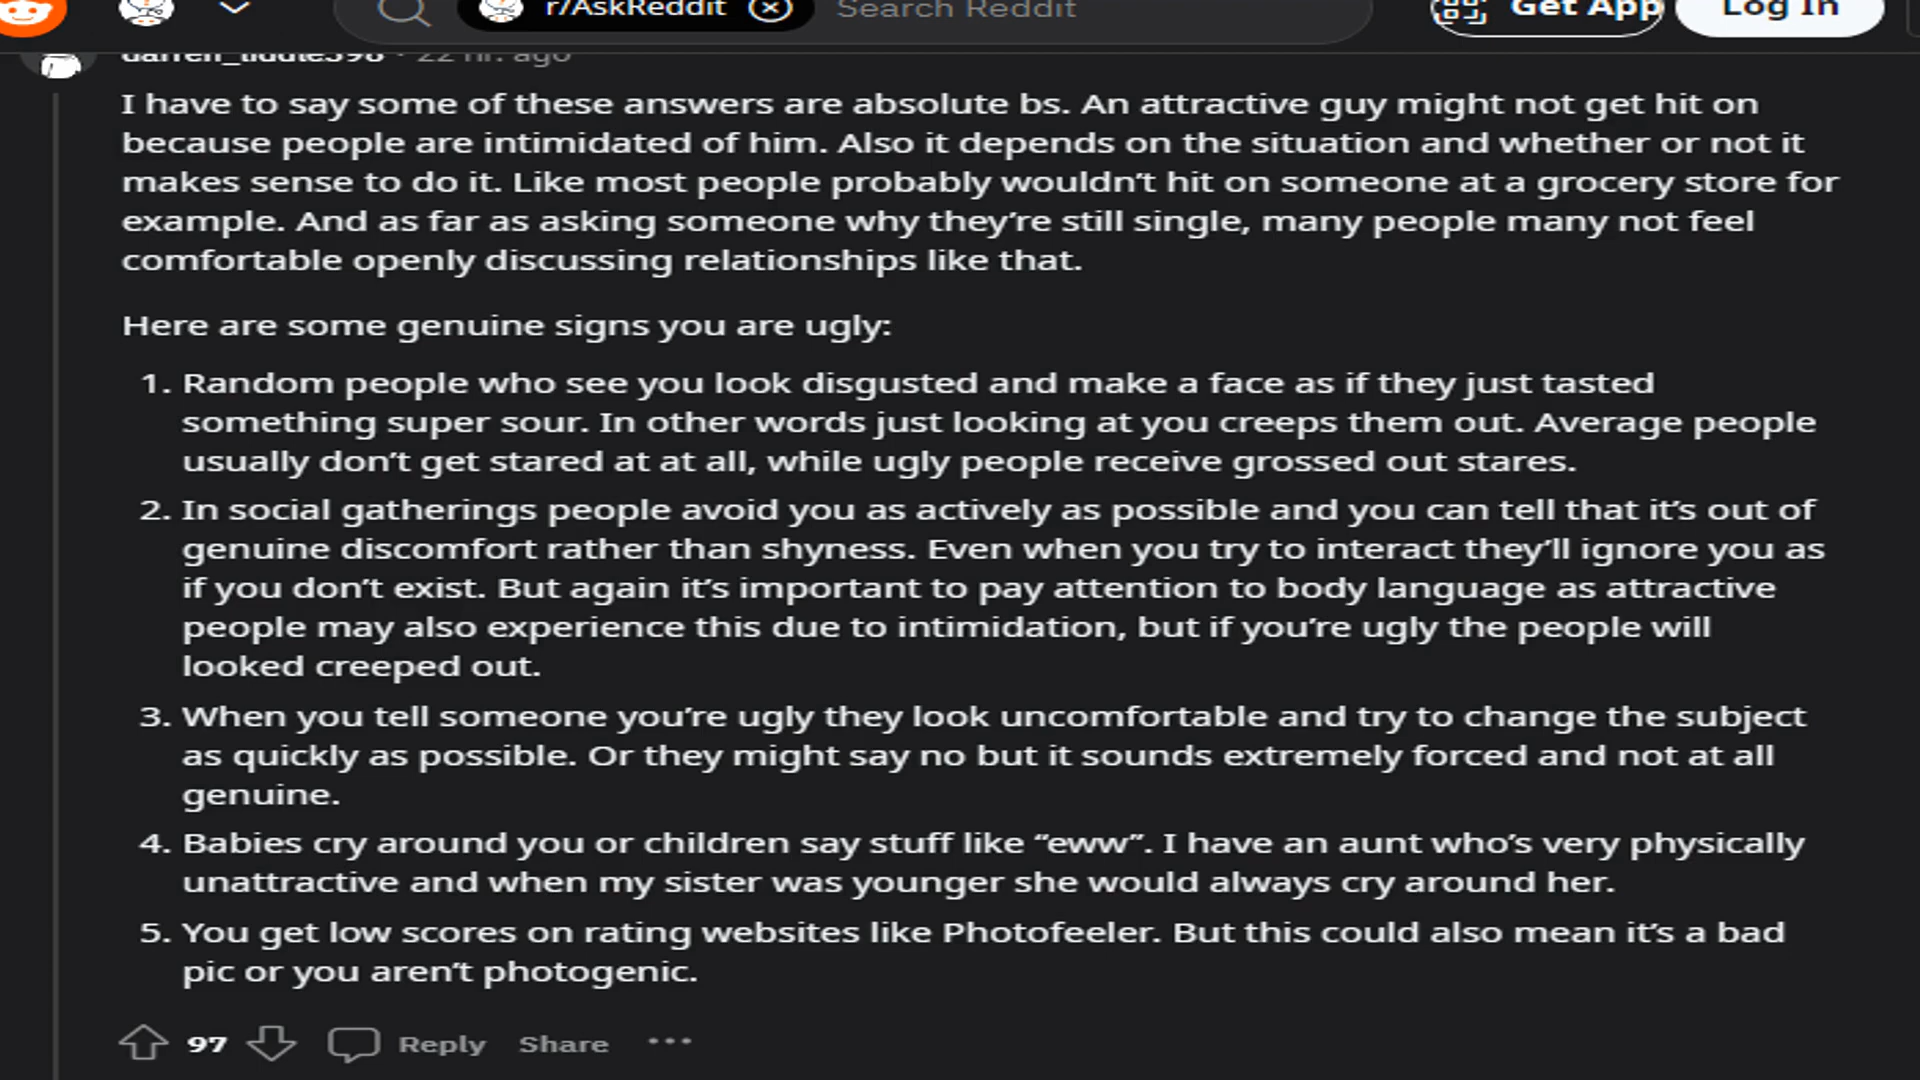 r/AskReddit Search Reddit Get App Log In
darren_liddle398 · 22 hr. ago
I have to say some of these answers are absolute bs. An attractive guy might not get hit on
because people are intimidated of him. Also it depends on the situation and whether or not it
makes sense to do it. Like most people probably wouldn’t hit on someone at a grocery store for
example. And as far as asking someone why they’re still single, many people many not feel
comfortable openly discussing relationships like that.
Here are some genuine signs you are ugly:
1. Random people who see you look disgusted and make a face as if they just tasted
something super sour. In other words just looking at you creeps them out. Average people
usually don’t get stared at at all, while ugly people receive grossed out stares.
2. In social gatherings people avoid you as actively as possible and you can tell that it’s out of
genuine discomfort rather than shyness. Even when you try to interact they’ll ignore you as
if you don’t exist. But again it’s important to pay attention to body language as attractive
people may also experience this due to intimidation, but if you’re ugly the people will
looked creeped out.
3. When you tell someone you’re ugly they look uncomfortable and try to change the subject
as quickly as possible. Or they might say no but it sounds extremely forced and not at all
genuine.
4. Babies cry around you or children say stuff like “eww”. I have an aunt who’s very physically
unattractive and when my sister was younger she would always cry around her.
5. You get low scores on rating websites like Photofeeler. But this could also mean it’s a bad
pic or you aren’t photogenic.
97 Reply Share ···